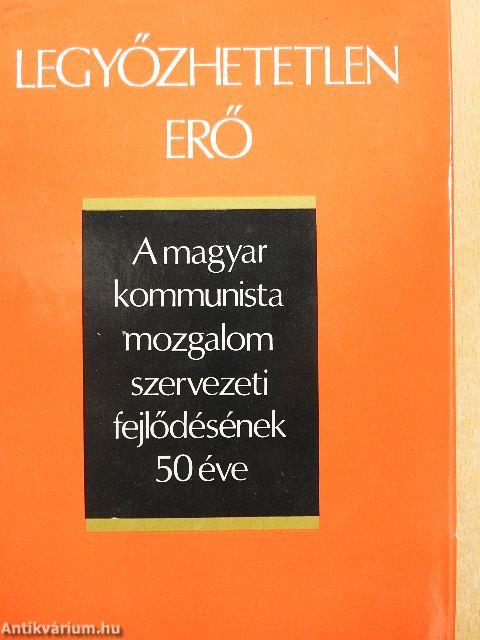 LEGYŐZHETETLEN
ERŐ
A magyar
kommunista
mozgalom
szervezeti
fejlődésének
50 éve
Antikvárium.hu